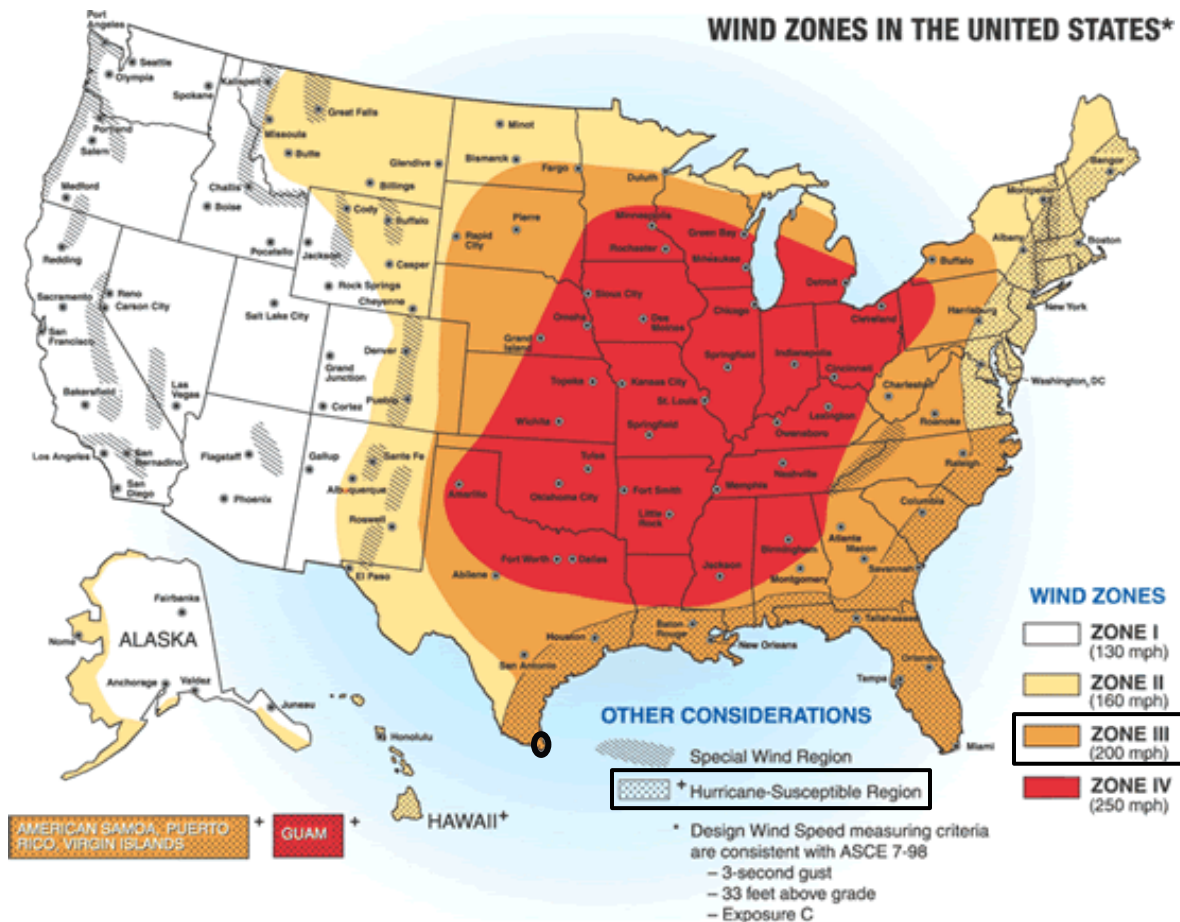 WIND ZONES IN THE UNITED STATES*
Port
Angeles
Seattle
Olympia
Spokane
Kalispell
Great Falls
Minot
Portland
Missoula
Salem
Butte
Glendive
Bismarck
Fargo
Duluth
Bangor
Medford
Challis
Billings
Montpelier
Boise
Cody
Buffalo
Pierre
Minneapolis
Green Bay
Albany
Boston
Redding
Pocatello
Jackson
Rapid
City
Rochester
Milwaukee
Buffalo
Casper
Detroit
Sacramento
Reno
Carson City
Rock Springs
Cheyenne
Sioux City
Chicago
Cleveland
Harrisburg
New York
San
Francisco
Salt Lake City
Omaha
Des
Moines
Grand
Island
Denver
Springfield
Indianapolis
Cincinnati
Washington, DC
Grand
Junction
Topeka
Kansas City
Charleston
Bakersfield
Las
Vegas
Cortez
Pueblo
St. Louis
Lexington
Roanoke
Wichita
Springfield
Owensboro
Los Angeles
San
Bernadino
Flagstaff
Gallup
Sante Fe
Tulsa
Nashville
Raleigh
San
Diego
Phoenix
Albuquerque
Amarillo
Oklahoma City
Fort Smith
Memphis
Columbia
Roswell
Little
Rock
Atlanta
Macon
El Paso
Abilene
Fort Worth
Dallas
Birmingham
Savannah
Jackson
Montgomery
Fairbanks
Nome
ALASKA
Houston
Baton
Rouge
New Orleans
Tallahassee
San Antonio
Orlando
Anchorage
Valdez
Juneau
Tampa
Miami
Honolulu
HAWAII+
WIND ZONES
ZONE I
(130 mph)
ZONE II
(160 mph)
ZONE III
(200 mph)
ZONE IV
(250 mph)
OTHER CONSIDERATIONS
Special Wind Region
+ Hurricane-Susceptible Region
* Design Wind Speed measuring criteria
are consistent with ASCE 7-98
– 3-second gust
– 33 feet above grade
– Exposure C
AMERICAN SAMOA, PUERTO
RICO, VIRGIN ISLANDS
+
GUAM
+